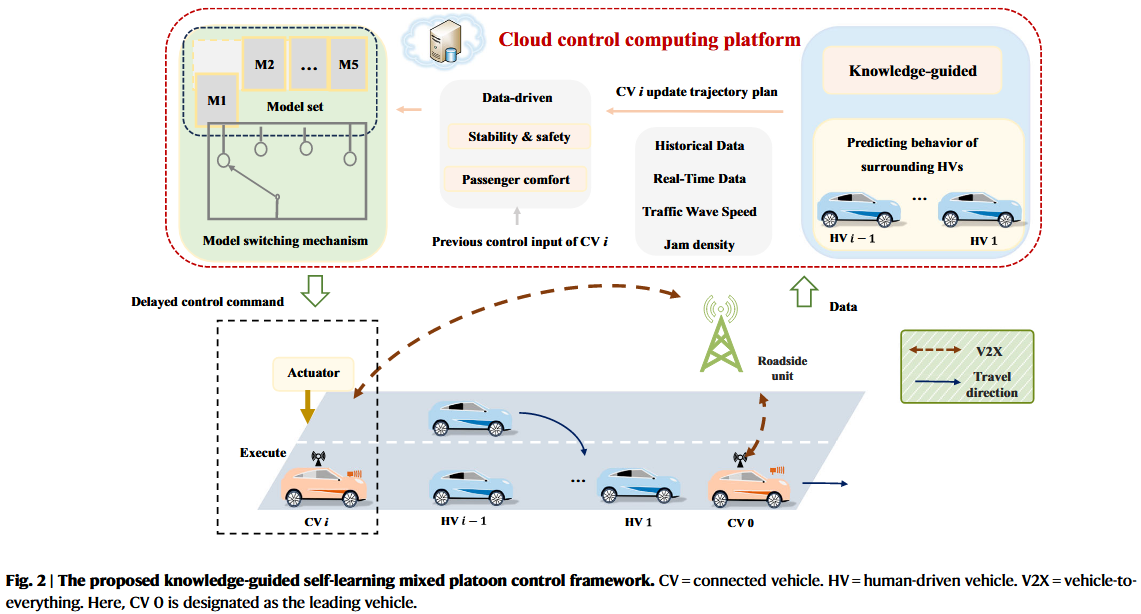 Cloud control computing platform
M1
M2
...
M5
Model set
Model switching mechanism
Data-driven
Stability & safety
Passenger comfort
Previous control input of CV i
CV i update trajectory plan
Historical Data
Real-Time Data
Traffic Wave Speed
Jam density
Knowledge-guided
Predicting behavior of
surrounding HVs
...
HV i − 1
HV 1
Delayed control command
Data
Actuator
Execute
Roadside
unit
V2X
Travel
direction
...
CV i
HV i − 1
HV 1
CV 0
Fig. 2 | The proposed knowledge-guided self-learning mixed platoon control framework. CV = connected vehicle. HV = human-driven vehicle. V2X = vehicle-to-
everything. Here, CV 0 is designated as the leading vehicle.